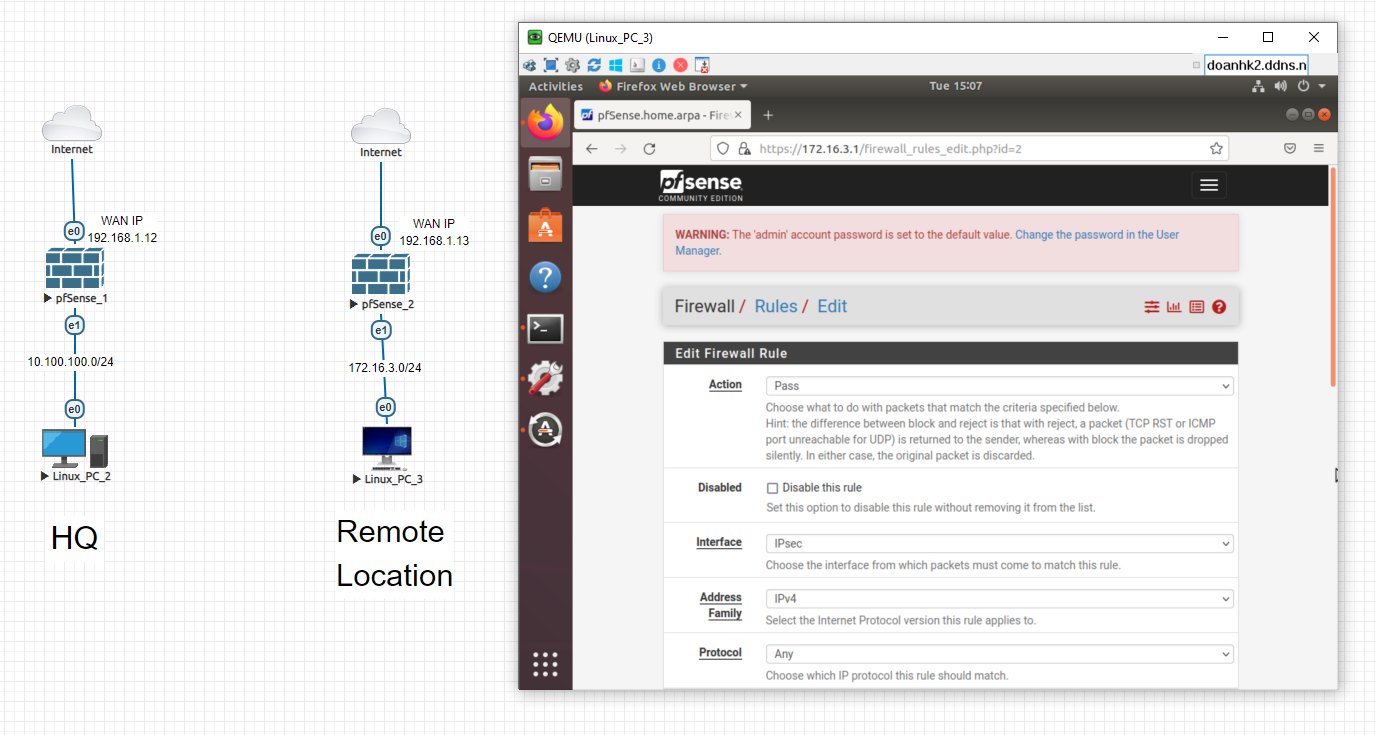 Internet
WAN IP
e0
192.168.1.12
pfSense_1
e1
10.100.100.0/24
e0
Linux_PC_2
HQ
Internet
WAN IP
e0
192.168.1.13
pfSense_2
e1
172.16.3.0/24
e0
Linux_PC_3
Remote
Location
QEMU (Linux_PC_3)
doanhk2.ddns.n
Activities
Firefox Web Browser
Tue 15:07
pfSense.home.arpa - Fire
https://172.16.3.1/firewall_rules_edit.php?id=2
pfsense
COMMUNITY EDITION
WARNING: The 'admin' account password is set to the default value. Change the password in the User
Manager.
Firewall / Rules / Edit
Edit Firewall Rule
Action
Pass
Choose what to do with packets that match the criteria specified below.
Hint: the difference between block and reject is that with reject, a packet (TCP RST or ICMP
port unreachable for UDP) is returned to the sender, whereas with block the packet is dropped
silently. In either case, the original packet is discarded.
Disabled
Disable this rule
Set this option to disable this rule without removing it from the list.
Interface
IPsec
Choose the interface from which packets must come to match this rule.
Address
Family
IPv4
Select the Internet Protocol version this rule applies to.
Protocol
Any
Choose which IP protocol this rule should match.